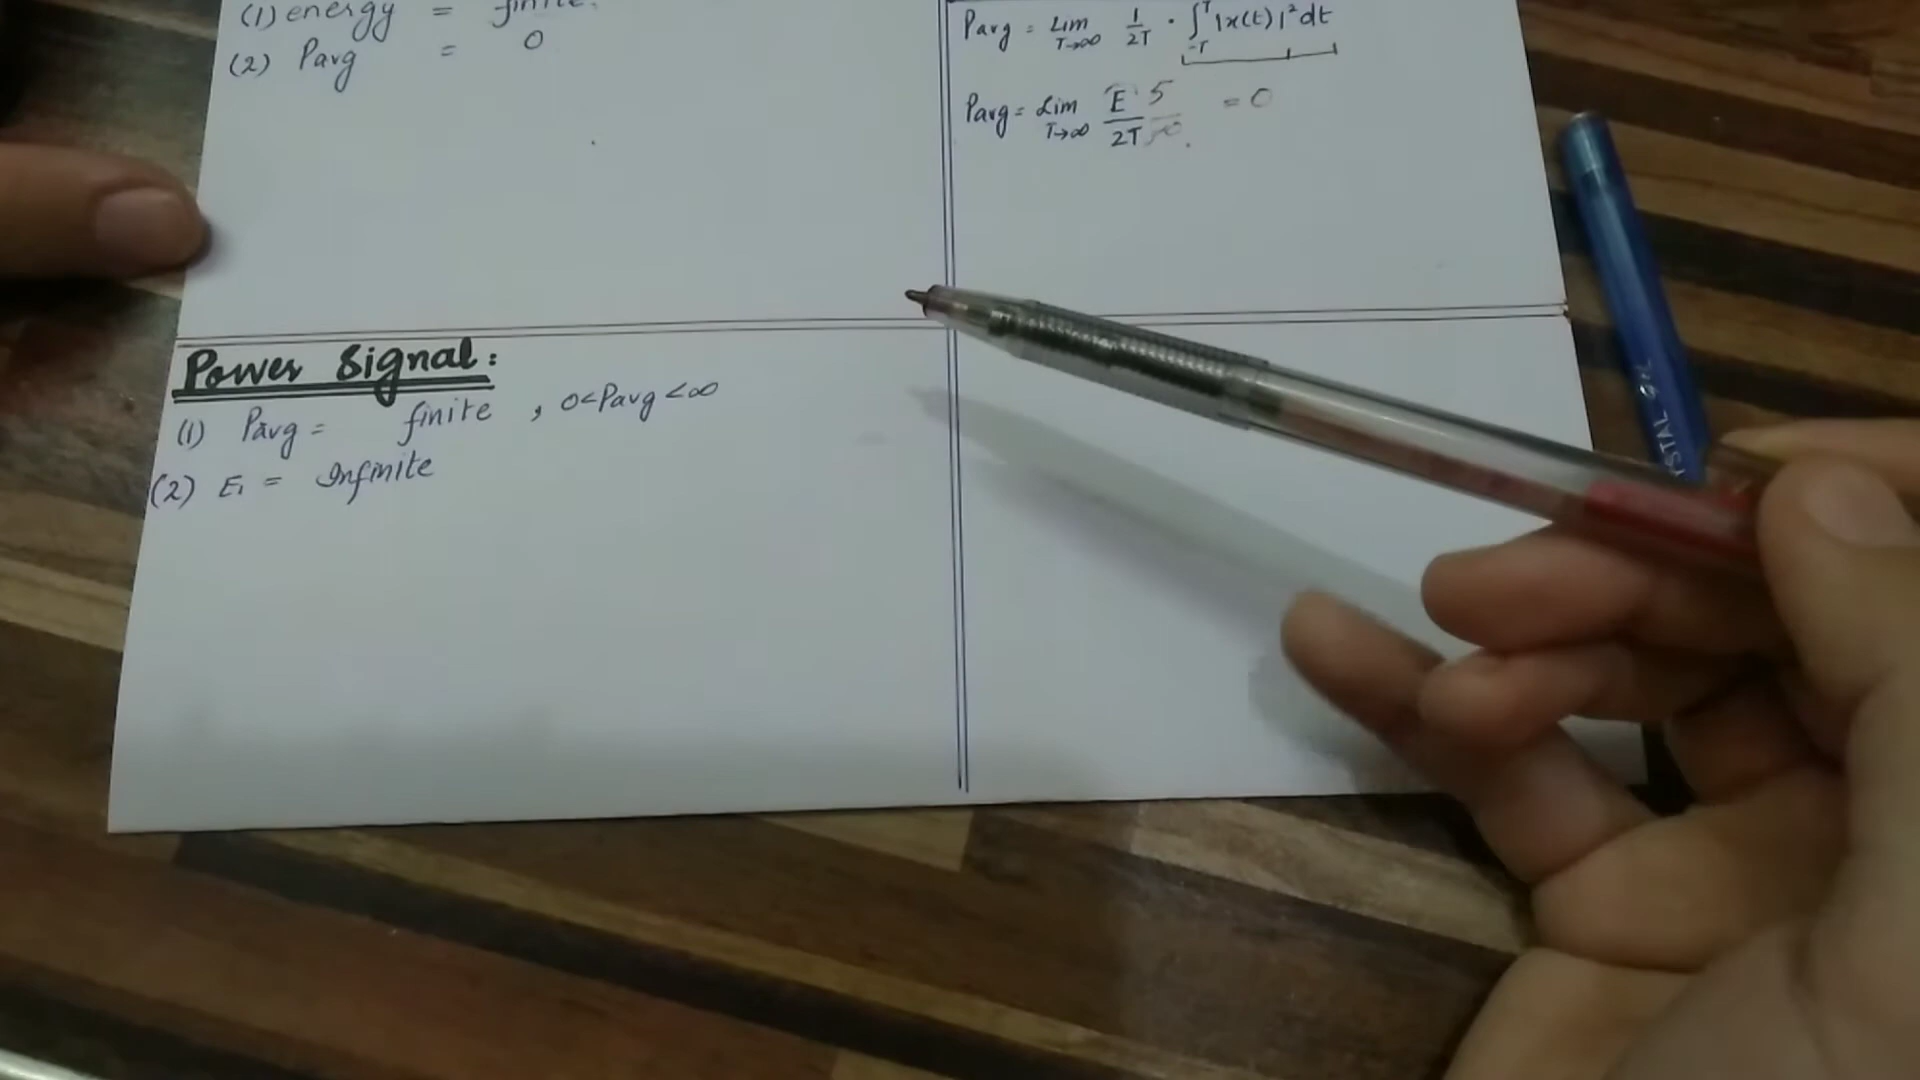 (1) energy = finite.
(2) Pavg = 0
Pavg = Lim T→∞ 1/2T · ∫-T^T |x(t)|² dt
Pavg = Lim T→∞ E/2T 5/∞ = 0
Power Signal:
(1) Pavg = finite , 0<Pavg<∞
(2) E, = Infinite